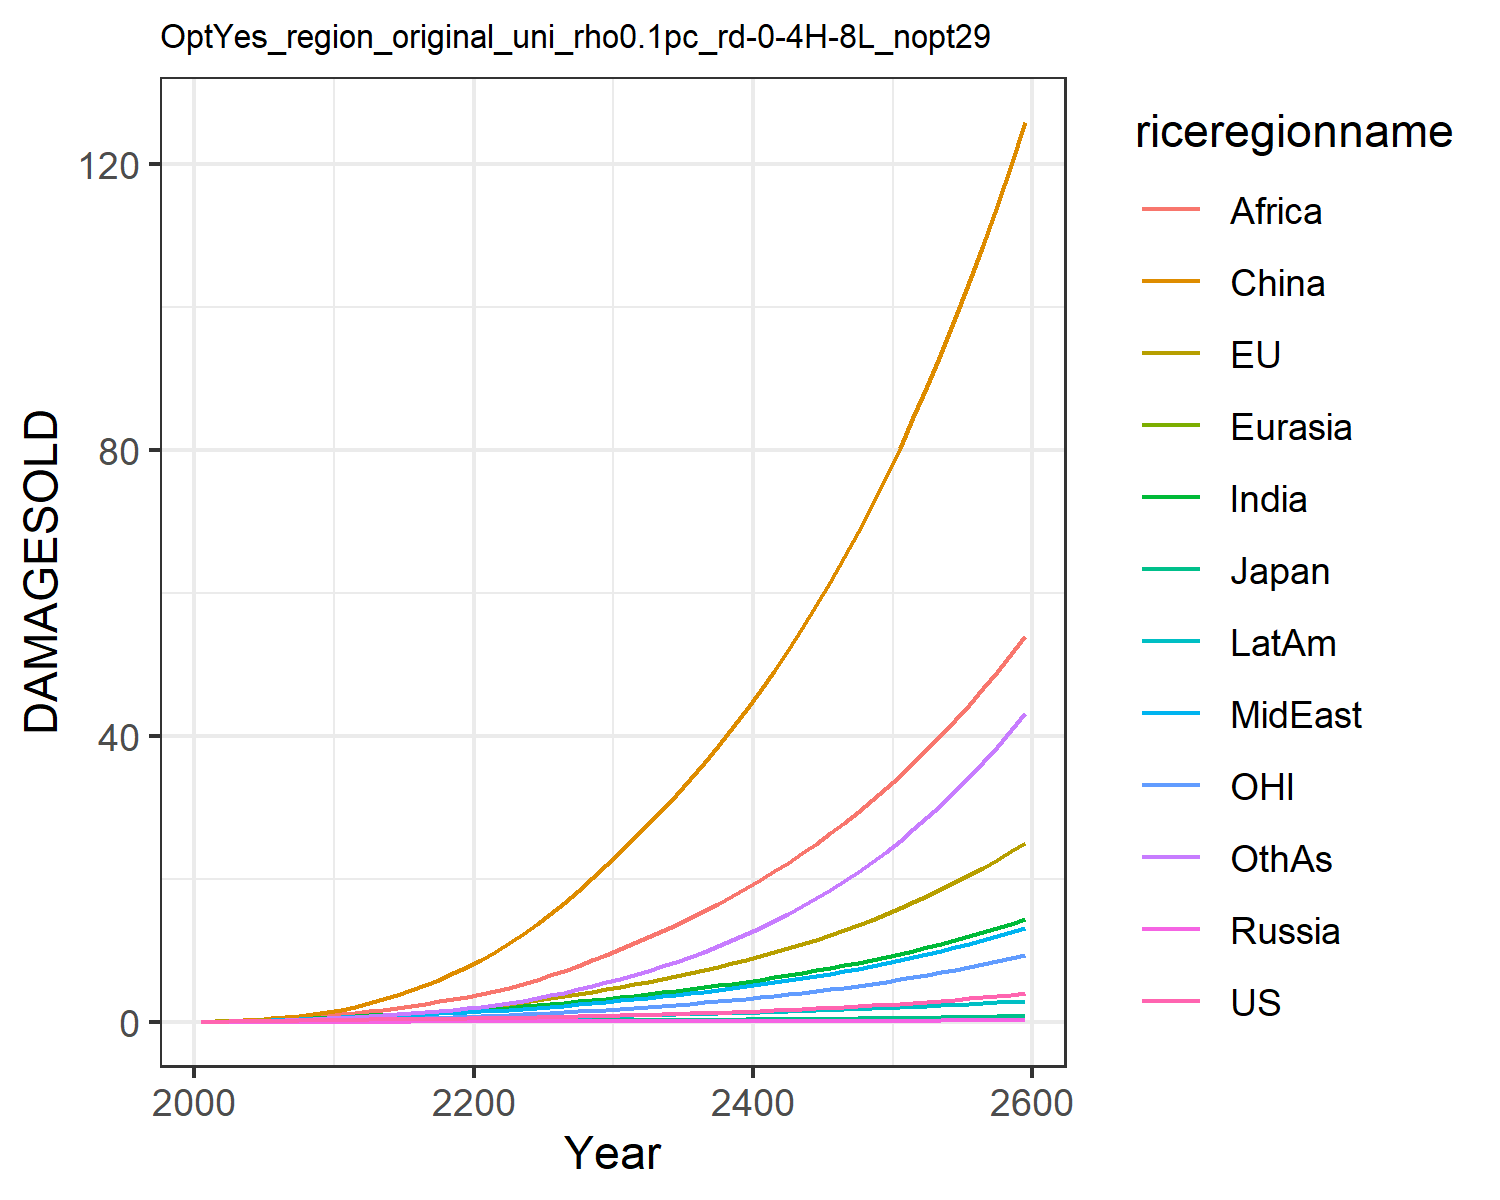 OptYes_region_original_uni_rho0.1pc_rd-0-4H-8L_nopt29
riceregionname
Africa
China
EU
Eurasia
India
Japan
LatAm
MidEast
OHI
OthAs
Russia
US
DAMAGESOLD
120
80
40
0
2000 2200 2400 2600
Year